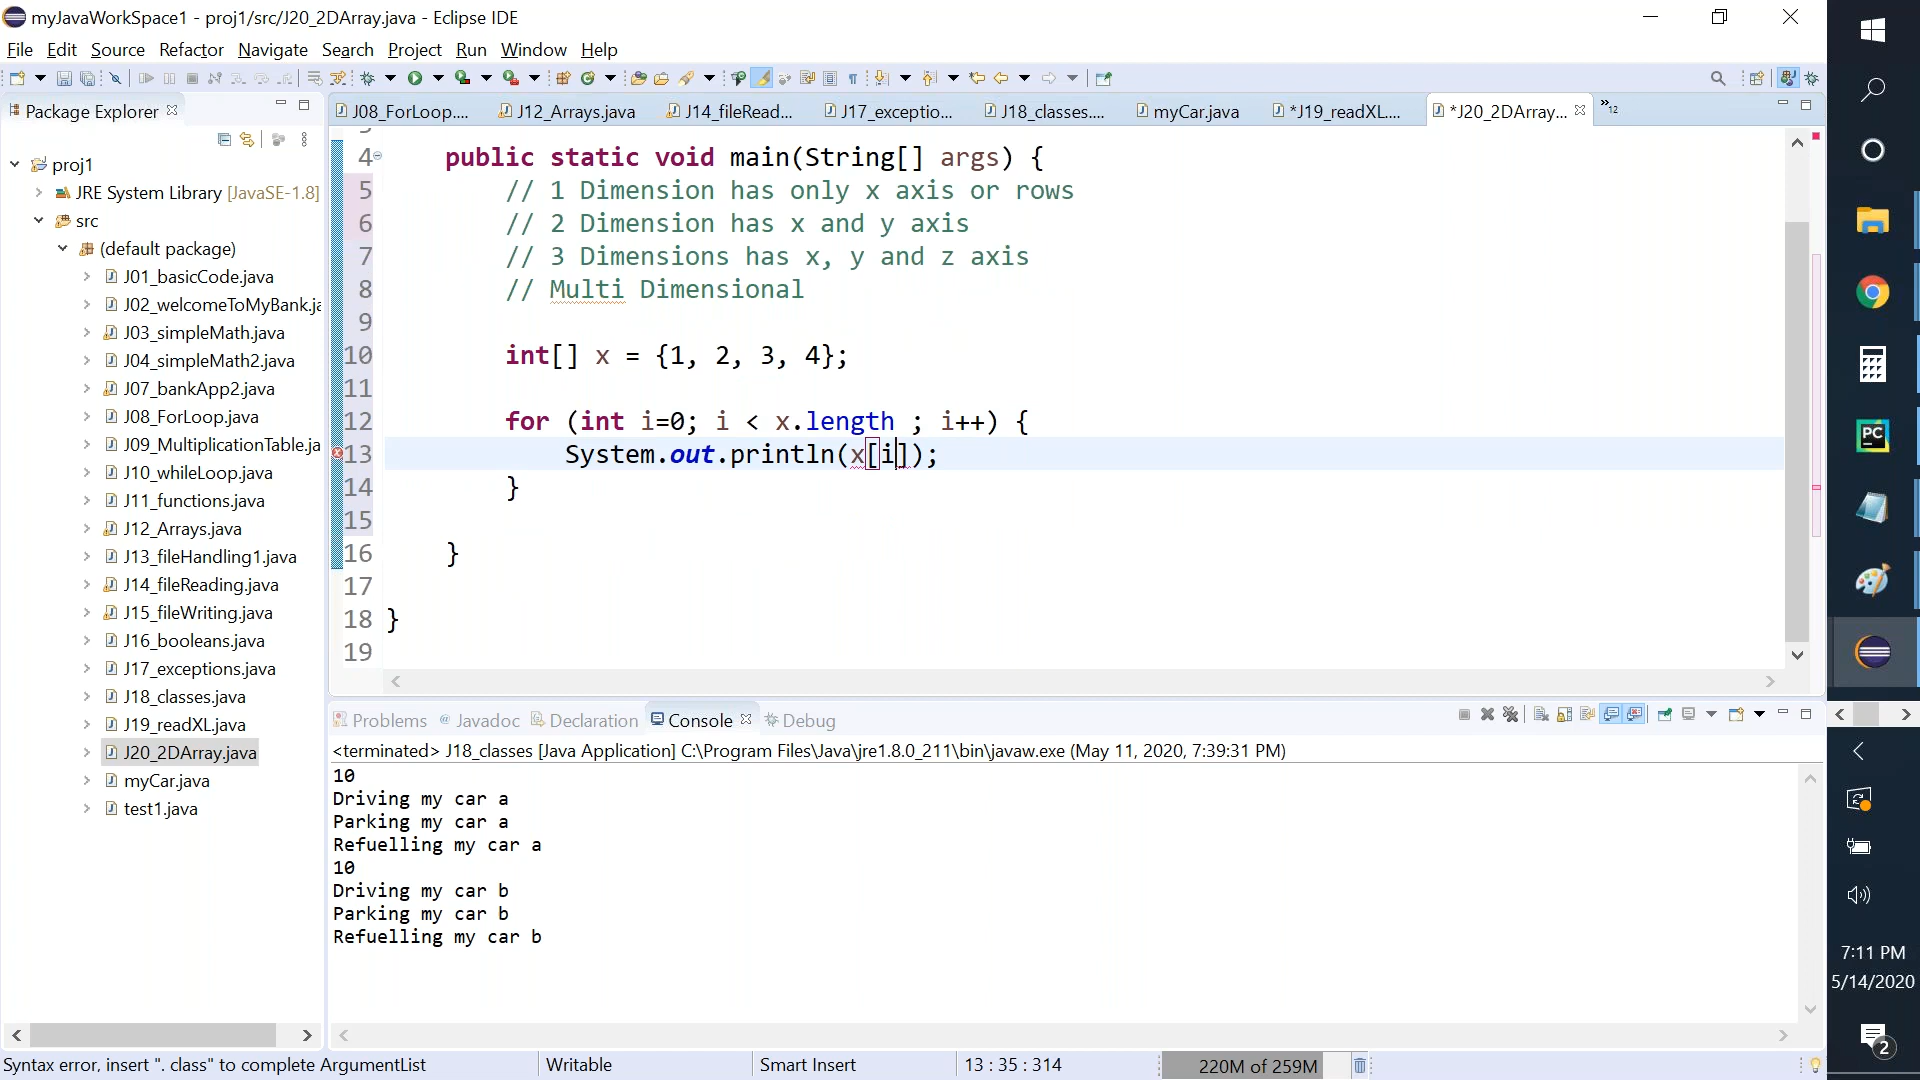 myJavaWorkSpace1 - proj1/src/J20_2DArray.java - Eclipse IDE
File Edit Source Refactor Navigate Search Project Run Window Help
Package Explorer
J08_ForLoop....
J12_Arrays.java
J14_fileRead...
J17_exceptio...
J18_classes....
myCar.java
*J19_readXL....
*J20_2DArray...
»12
proj1
JRE System Library [JavaSE-1.8]
src
(default package)
J01_basicCode.java
J02_welcomeToMyBank.ja
J03_simpleMath.java
J04_simpleMath2.java
J07_bankApp2.java
J08_ForLoop.java
J09_MultiplicationTable.ja
J10_whileLoop.java
J11_functions.java
J12_Arrays.java
J13_fileHandling1.java
J14_fileReading.java
J15_fileWriting.java
J16_booleans.java
J17_exceptions.java
J18_classes.java
J19_readXL.java
J20_2DArray.java
myCar.java
test1.java
4 public static void main(String[] args) {
5 // 1 Dimension has only x axis or rows
6 // 2 Dimension has x and y axis
7 // 3 Dimensions has x, y and z axis
8 // Multi Dimensional
9
10 int[] x = {1, 2, 3, 4};
11
12 for (int i=0; i < x.length ; i++) {
13 System.out.println(x[i]);
14 }
15
16 }
17
18 }
19
Problems @ Javadoc Declaration Console Debug
<terminated> J18_classes [Java Application] C:\Program Files\Java\jre1.8.0_211\bin\javaw.exe (May 11, 2020, 7:39:31 PM)
10
Driving my car a
Parking my car a
Refuelling my car a
10
Driving my car b
Parking my car b
Refuelling my car b
Syntax error, insert ". class" to complete ArgumentList
Writable
Smart Insert
13 : 35 : 314
220M of 259M
PC
7:11 PM
5/14/2020
2